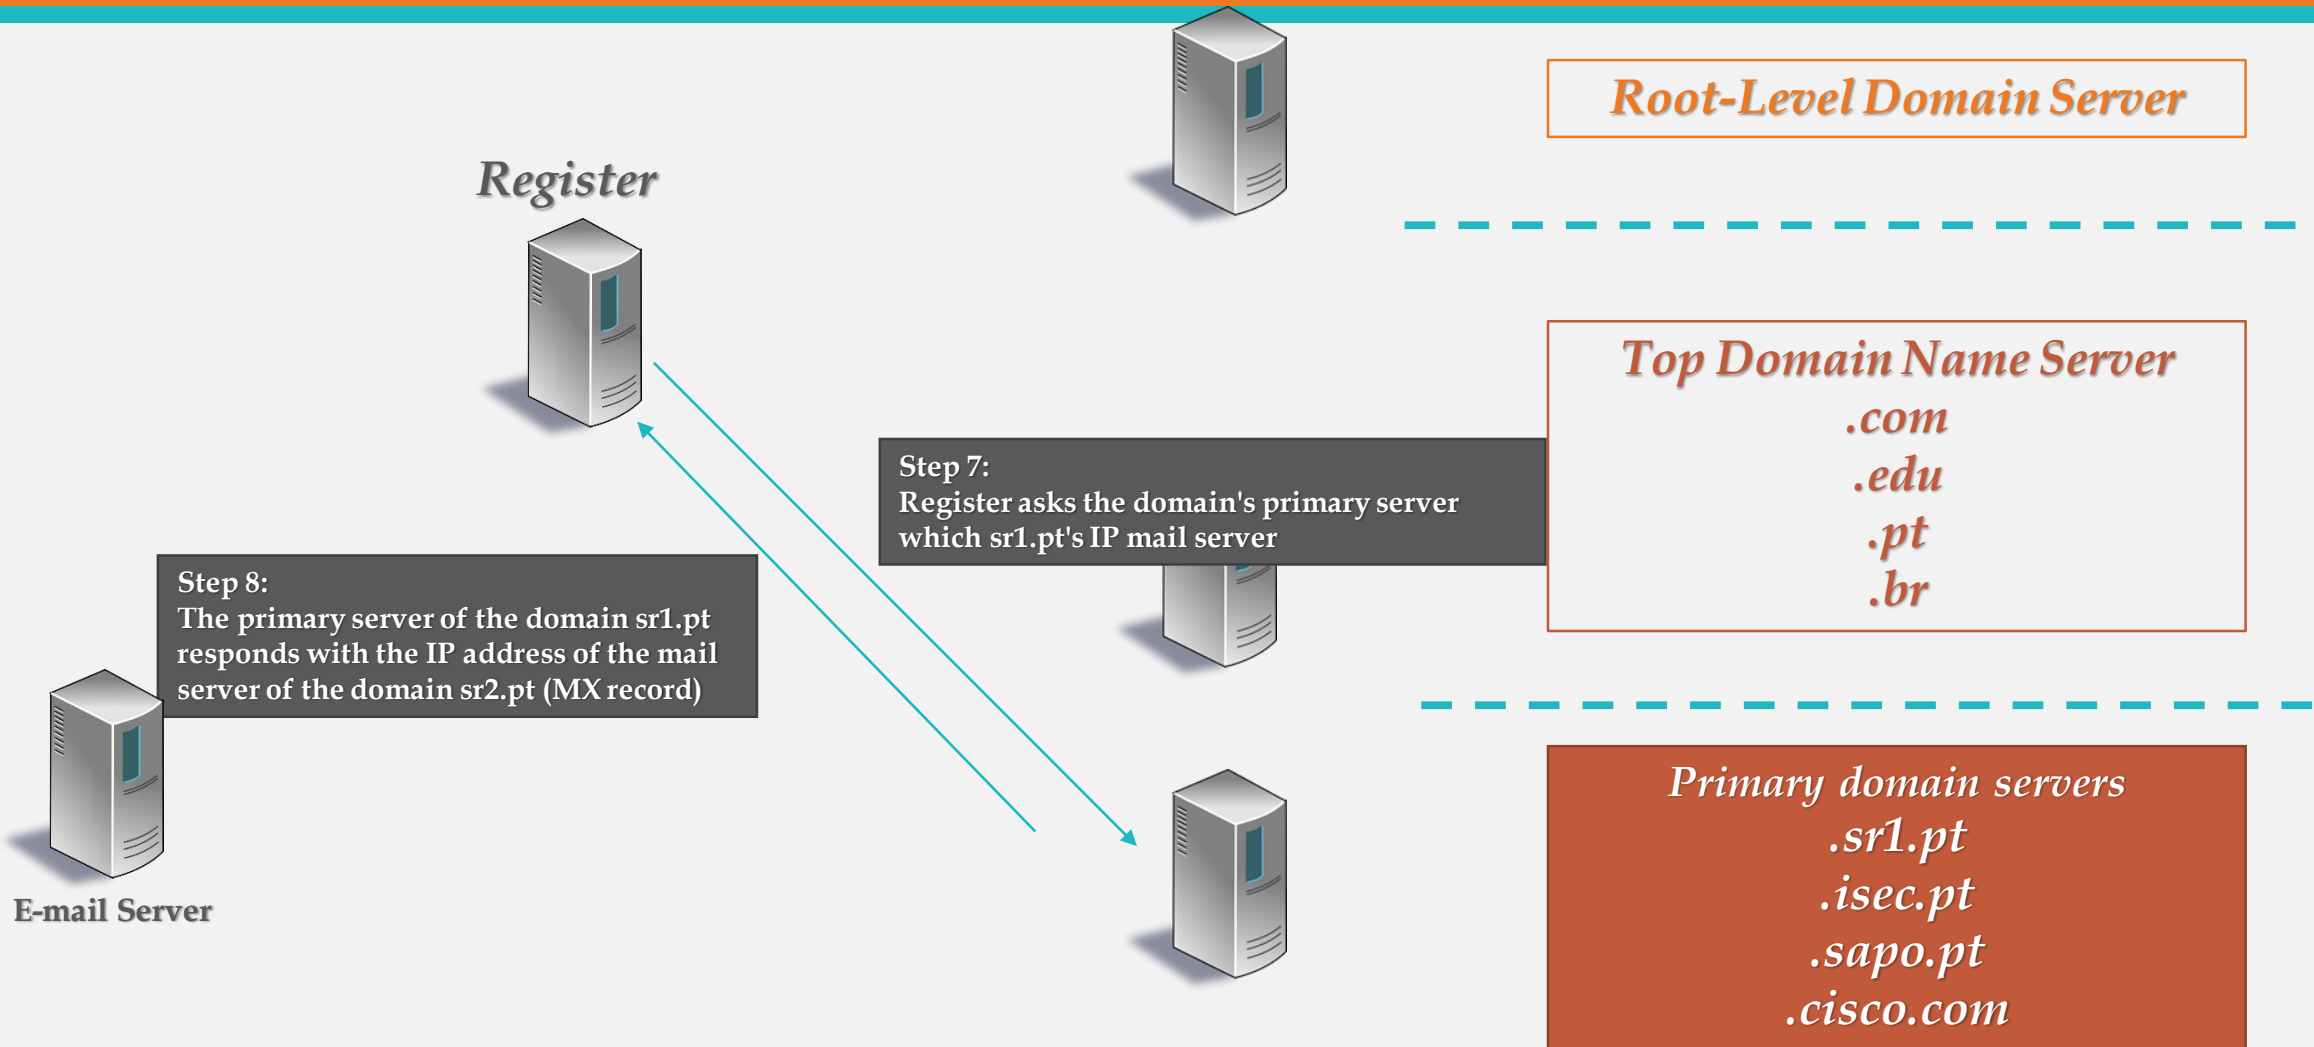 Root-Level Domain Server
Register
Top Domain Name Server
.com
.edu
.pt
.br
Step 7:
Register asks the domain's primary server
which sr1.pt's IP mail server
Step 8:
The primary server of the domain sr1.pt
responds with the IP address of the mail
server of the domain sr2.pt (MX record)
E-mail Server
Primary domain servers
.sr1.pt
.isec.pt
.sapo.pt
.cisco.com